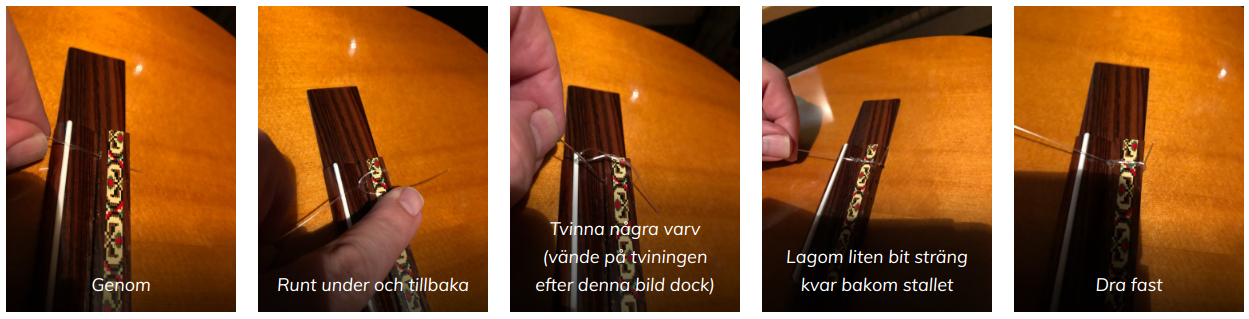 Genom
Runt under och tillbaka
Tvinna några varv
(vände på tviningen
efter denna bild dock)
Lagom liten bit sträng
kvar bakom stallet
Dra fast